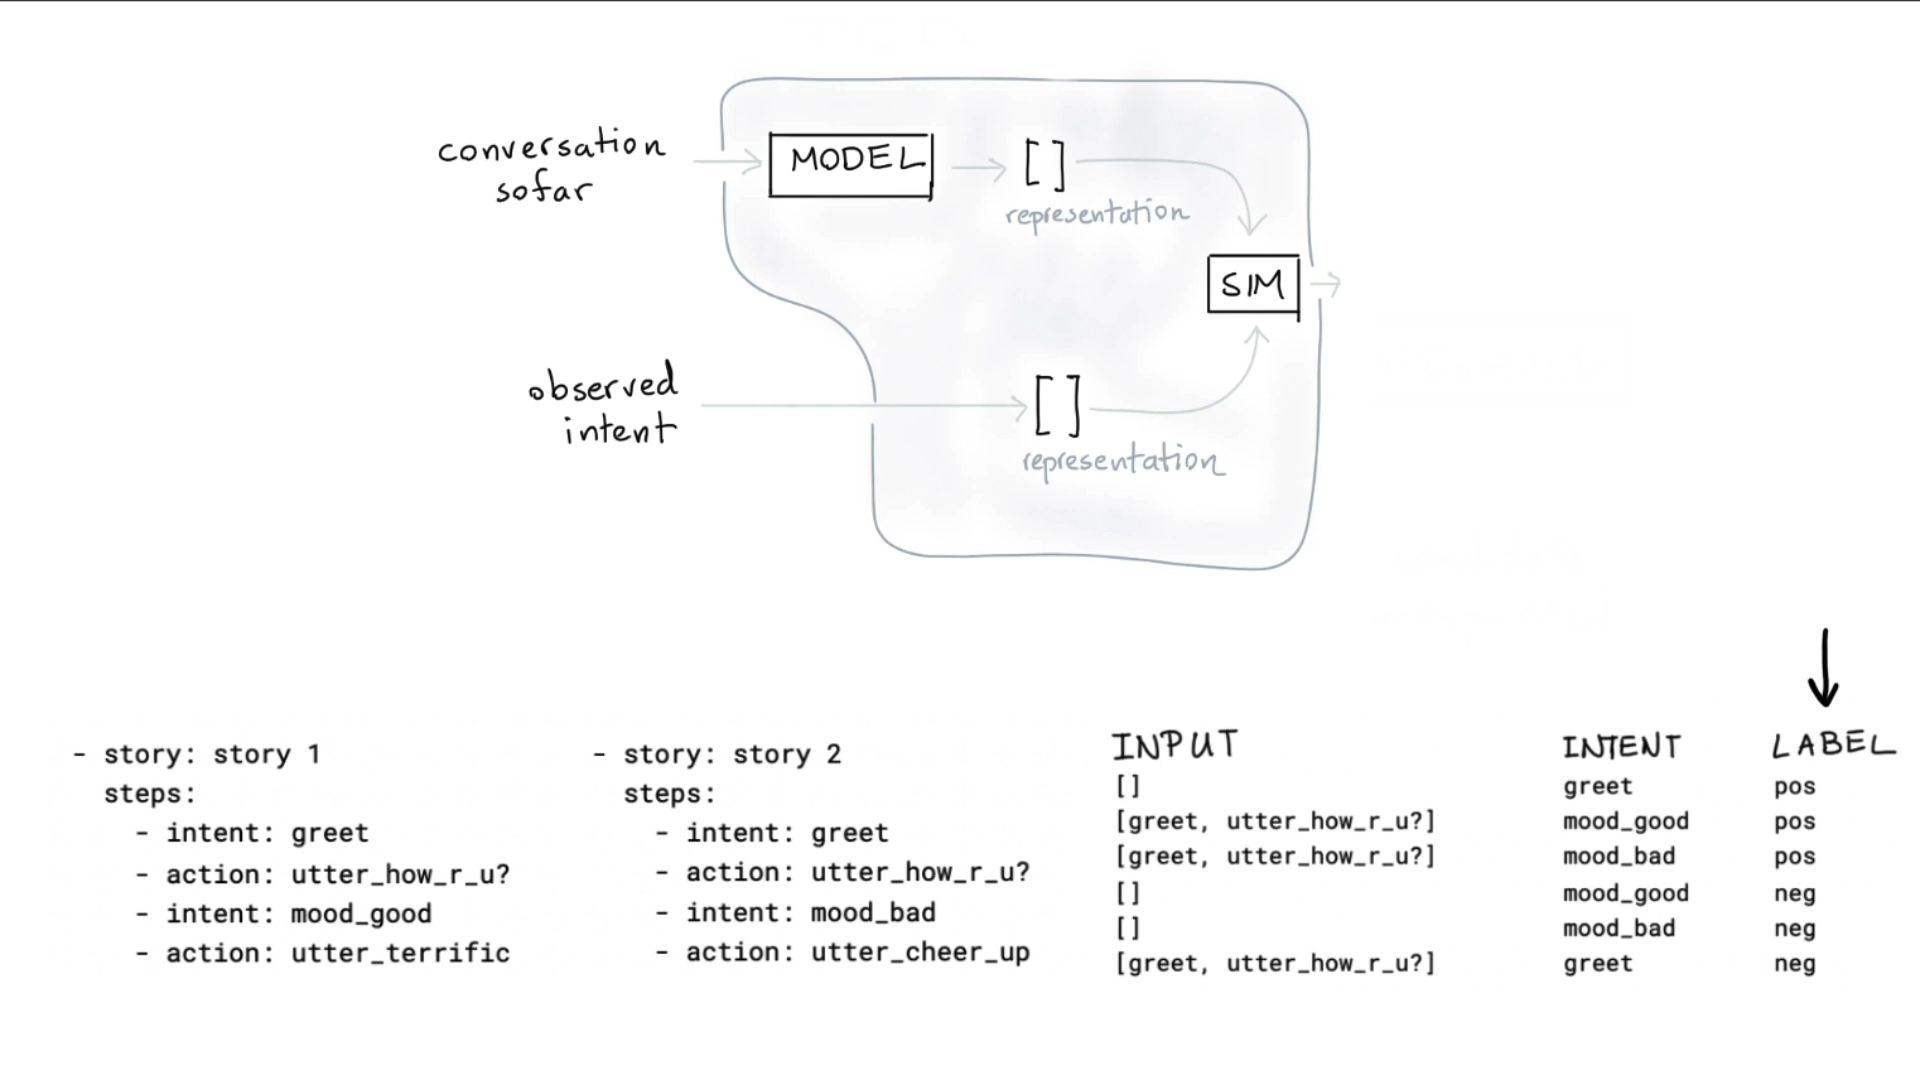 conversation
sofar
MODEL
[]
representation
SIM
observed
intent
[]
representation
- story: story 1
steps:
- intent: greet
- action: utter_how_r_u?
- intent: mood_good
- action: utter_terrific
- story: story 2
steps:
- intent: greet
- action: utter_how_r_u?
- intent: mood_bad
- action: utter_cheer_up
INPUT INTENT LABEL
[] greet pos
[greet, utter_how_r_u?] mood_good pos
[greet, utter_how_r_u?] mood_bad pos
[] mood_good neg
[] mood_bad neg
[greet, utter_how_r_u?] greet neg